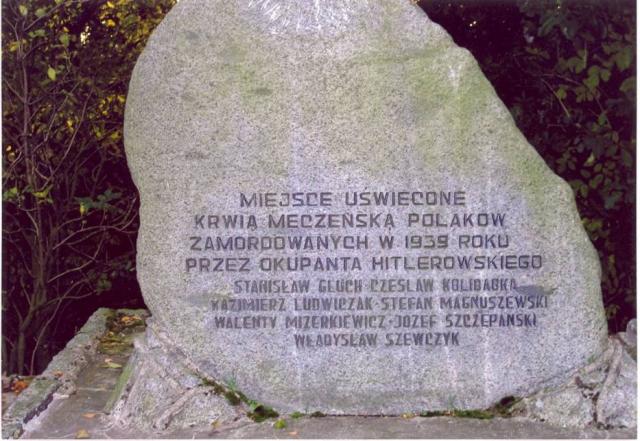 MIEJSCE UŚWIĘCONE
KRWIĄ MĘCZEŃSKĄ POLAKÓW
ZAMORDOWANYCH W 1939 ROKU
PRZEZ OKUPANTA HITLEROWSKIEGO
STANISŁAW GŁUCH CZESŁAW KOLIDABKA
KAZIMIERZ LUDWICZAK · STEFAN MAGNUSZEWSKI
WALENTY MIZERKIEWICZ · JÓZEF SZCZEPAŃSKI
WŁADYSŁAW SZEWCZYK